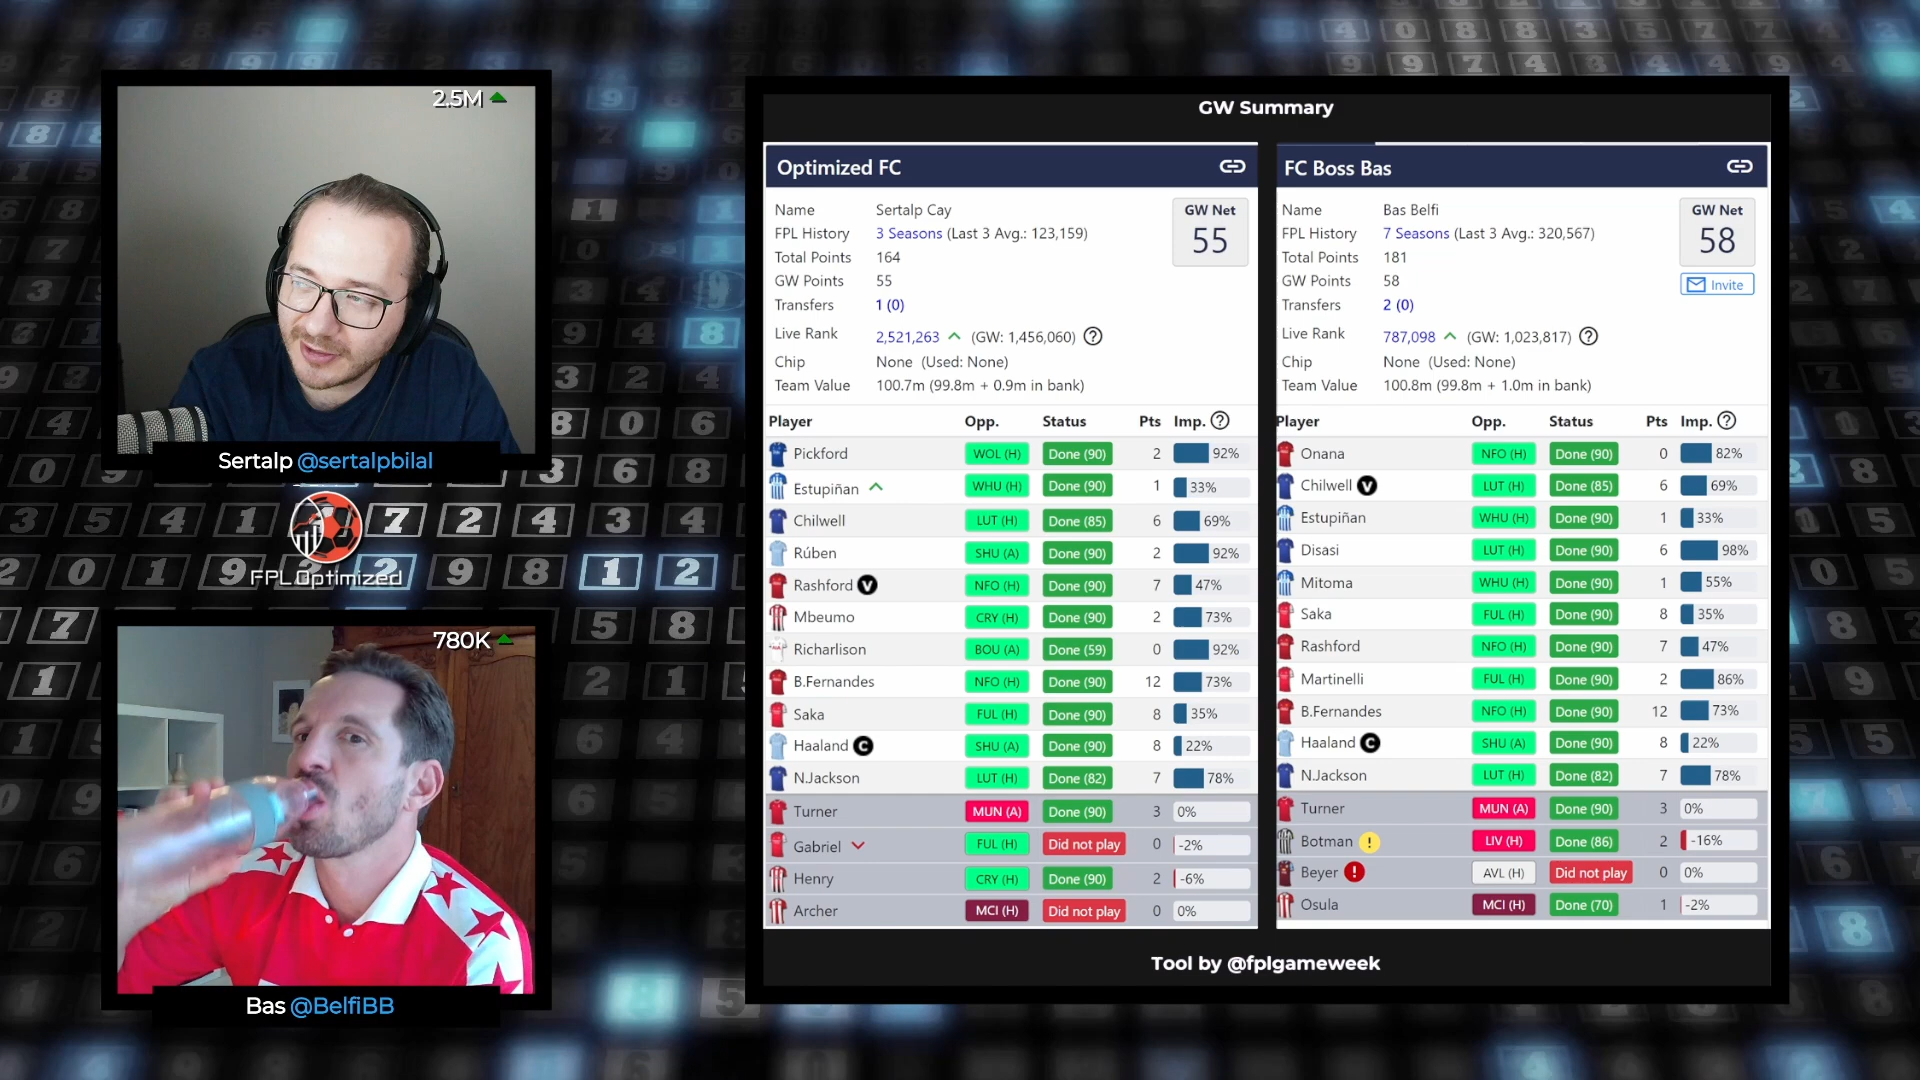 2.5M
Sertalp @sertalpbilal
FPL Optimized
780K
Bas @BelfiBB
GW Summary
Optimized FC
Name Sertalp Cay
FPL History 3 Seasons (Last 3 Avg.: 123,159)
Total Points 164
GW Points 55
Transfers 1 (0)
Live Rank 2,521,263 (GW: 1,456,060) ?
Chip None (Used: None)
Team Value 100.7m (99.8m + 0.9m in bank)
GW Net
55
Player Opp. Status Pts Imp. ?
Pickford WOL (H) Done (90) 2 92%
Estupiñan WHU (H) Done (90) 1 33%
Chilwell LUT (H) Done (85) 6 69%
Rúben SHU (A) Done (90) 2 92%
Rashford V NFO (H) Done (90) 7 47%
Mbeumo CRY (H) Done (90) 2 73%
Richarlison BOU (A) Done (59) 0 92%
B.Fernandes NFO (H) Done (90) 12 73%
Saka FUL (H) Done (90) 8 35%
Haaland C SHU (A) Done (90) 8 22%
N.Jackson LUT (H) Done (82) 7 78%
Turner MUN (A) Done (90) 3 0%
Gabriel FUL (H) Did not play 0 -2%
Henry CRY (H) Done (90) 2 -6%
Archer MCI (H) Did not play 0 0%
FC Boss Bas
Name Bas Belfi
FPL History 7 Seasons (Last 3 Avg.: 320,567)
Total Points 181
GW Points 58
Transfers 2 (0)
Live Rank 787,098 (GW: 1,023,817) ?
Chip None (Used: None)
Team Value 100.8m (99.8m + 1.0m in bank)
GW Net
58
Invite
Player Opp. Status Pts Imp. ?
Onana NFO (H) Done (90) 0 82%
Chilwell V LUT (H) Done (85) 6 69%
Estupiñan WHU (H) Done (90) 1 33%
Disasi LUT (H) Done (90) 6 98%
Mitoma WHU (H) Done (90) 1 55%
Saka FUL (H) Done (90) 8 35%
Rashford NFO (H) Done (90) 7 47%
Martinelli FUL (H) Done (90) 2 86%
B.Fernandes NFO (H) Done (90) 12 73%
Haaland C SHU (A) Done (90) 8 22%
N.Jackson LUT (H) Done (82) 7 78%
Turner MUN (A) Done (90) 3 0%
Botman ! LIV (H) Done (86) 2 -16%
Beyer ! AVL (H) Did not play 0 0%
Osula MCI (H) Done (70) 1 -2%
Tool by @fplgameweek